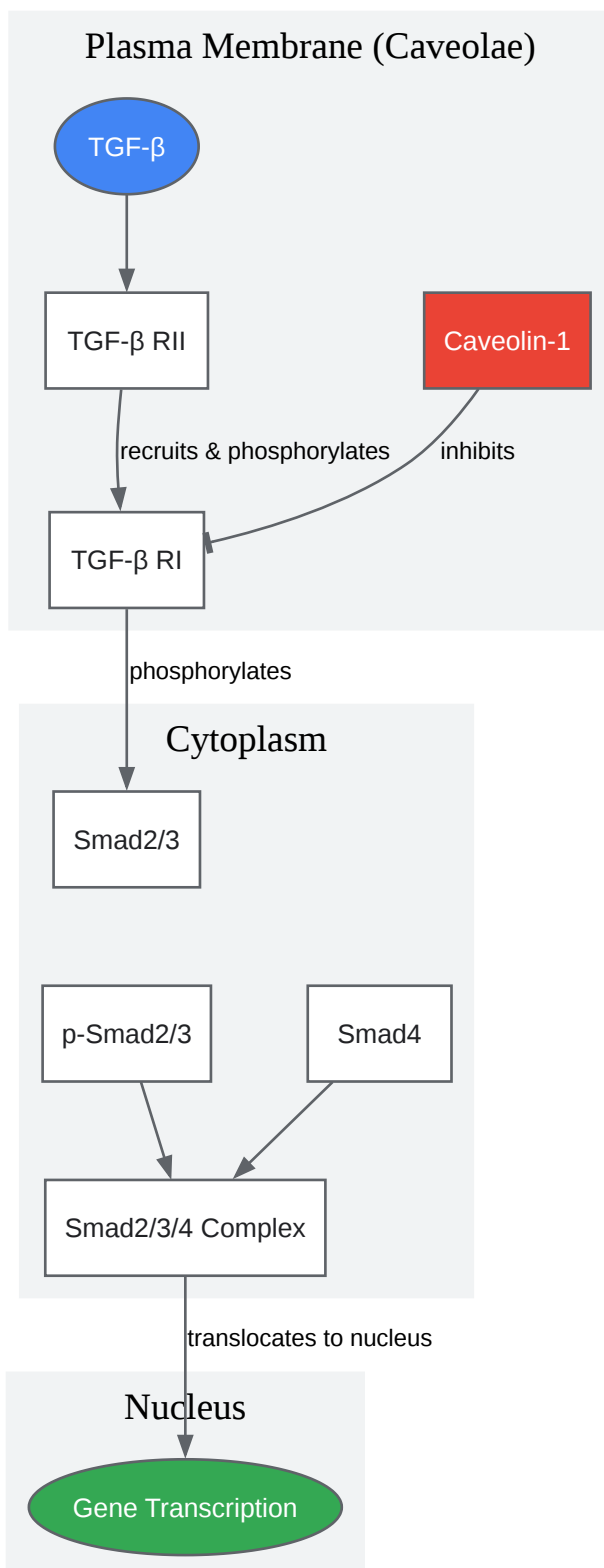 Plasma Membrane (Caveolae)
TGF-β
TGF-β RII
Caveolin-1
recruits & phosphorylates
inhibits
TGF-β RI
phosphorylates
Cytoplasm
Smad2/3
p-Smad2/3
Smad4
Smad2/3/4 Complex
translocates to nucleus
Nucleus
Gene Transcription